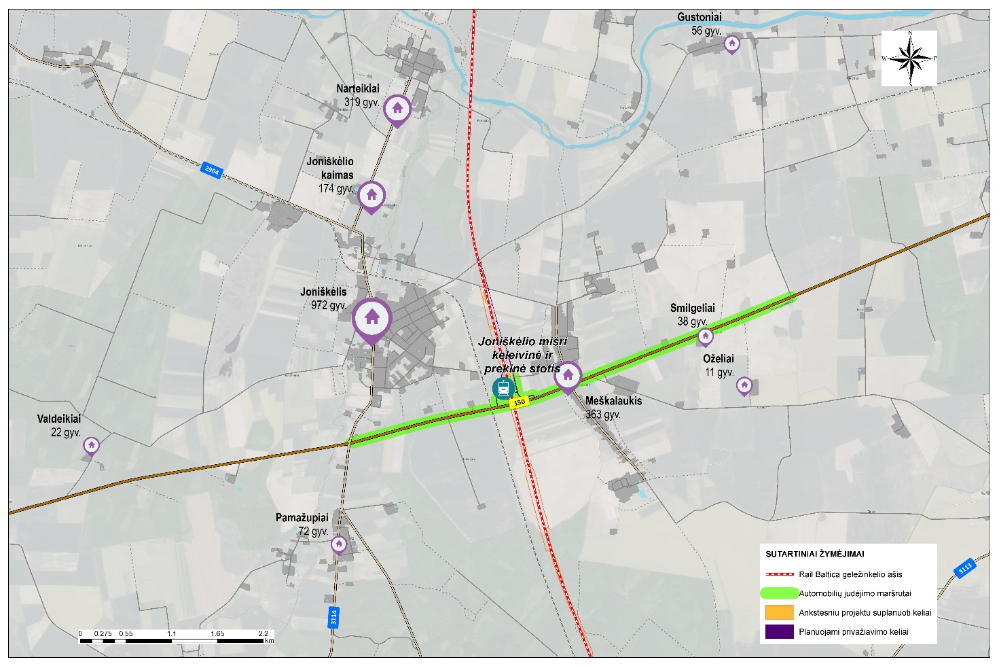 Gustoniai
56 gyv.
N
W
E
S
Narteikiai
319 gyv.
Joniškėlio
kaimas
174 gyv.
2904
Joniškėlis
972 gyv.
Joniškėlio mišri
keleivinė ir
prekinė stotis
Smilgeliai
38 gyv.
Oželiai
11 gyv.
150
Meškalaukis
363 gyv.
Valdeikiai
22 gyv.
Pamažupiai
72 gyv.
3114
3113
SUTARTINIAI ŽYMĖJIMAI
Rail Baltica geležinkelio ašis
Automobilių judėjimo maršrutai
Ankstesniu projektu suplanuoti keliai
Planuojami privažiavimo keliai
0 0.275 0.55 1.1 1.65 2.2
km